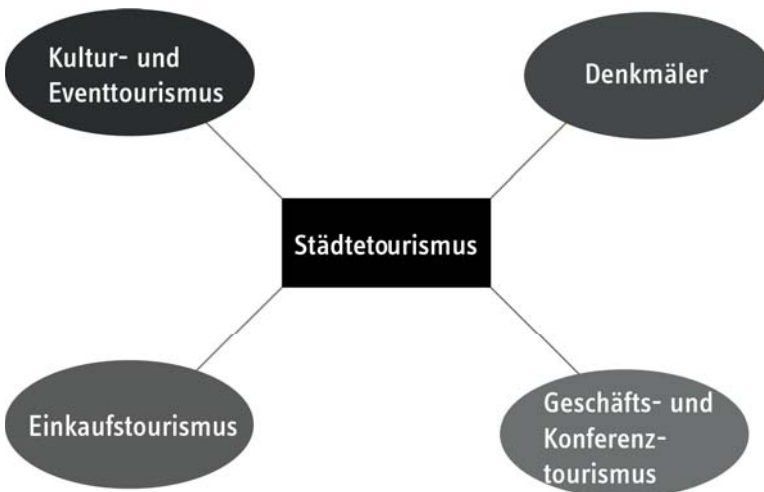 Kultur- und
Eventtourismus
Denkmäler
Städtetourismus
Einkaufstourismus
Geschäfts- und
Konferenz-
tourismus